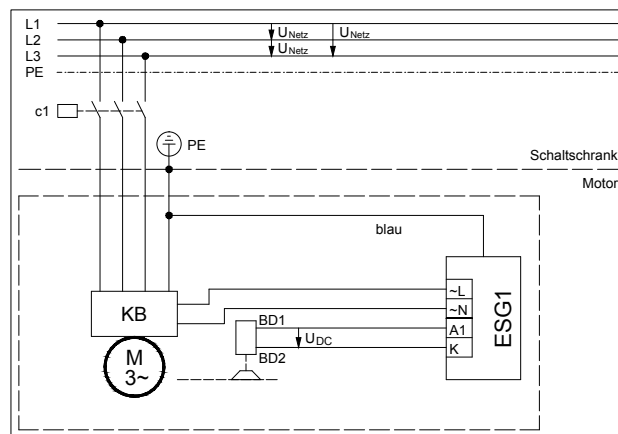 L1
L2
L3
PE
UNetz
UNetz
UNetz
c1
PE
Schaltschrank
Motor
blau
KB
M
3~
BD1
BD2
UDC
~L
~N
A1
K
ESG1